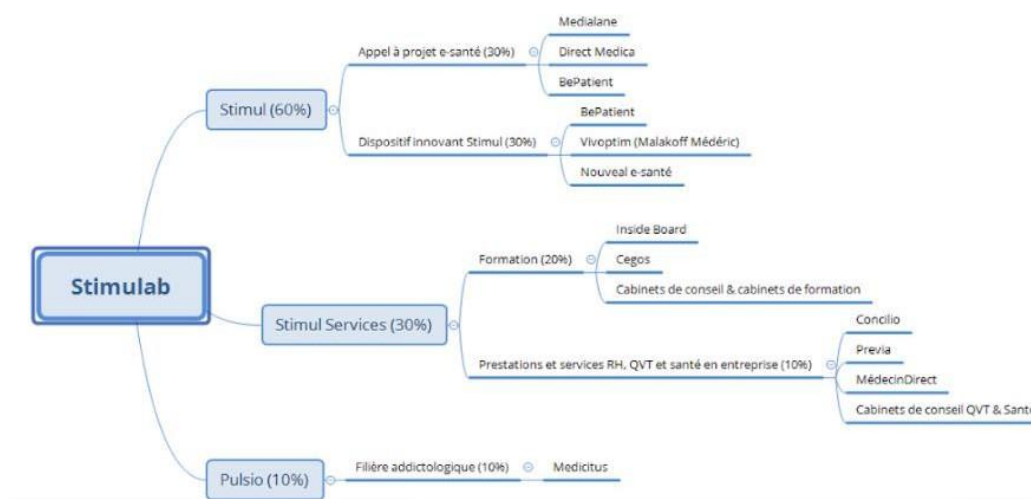 Stimulab
Stimul (60%)
Appel à projet e-santé (30%)
Medialane
Direct Medica
BePatient
Dispositif innovant Stimul (30%)
BePatient
Vivoptim (Malakoff Médéric)
Nouveal e-santé
Stimul Services (30%)
Formation (20%)
Inside Board
Cegos
Cabinets de conseil & cabinets de formation
Prestations et services RH, QVT et santé en entreprise (10%)
Concilio
Previa
MédecinDirect
Cabinets de conseil QVT & Sant
Pulsio (10%)
Filière addictologique (10%)
Medicitus